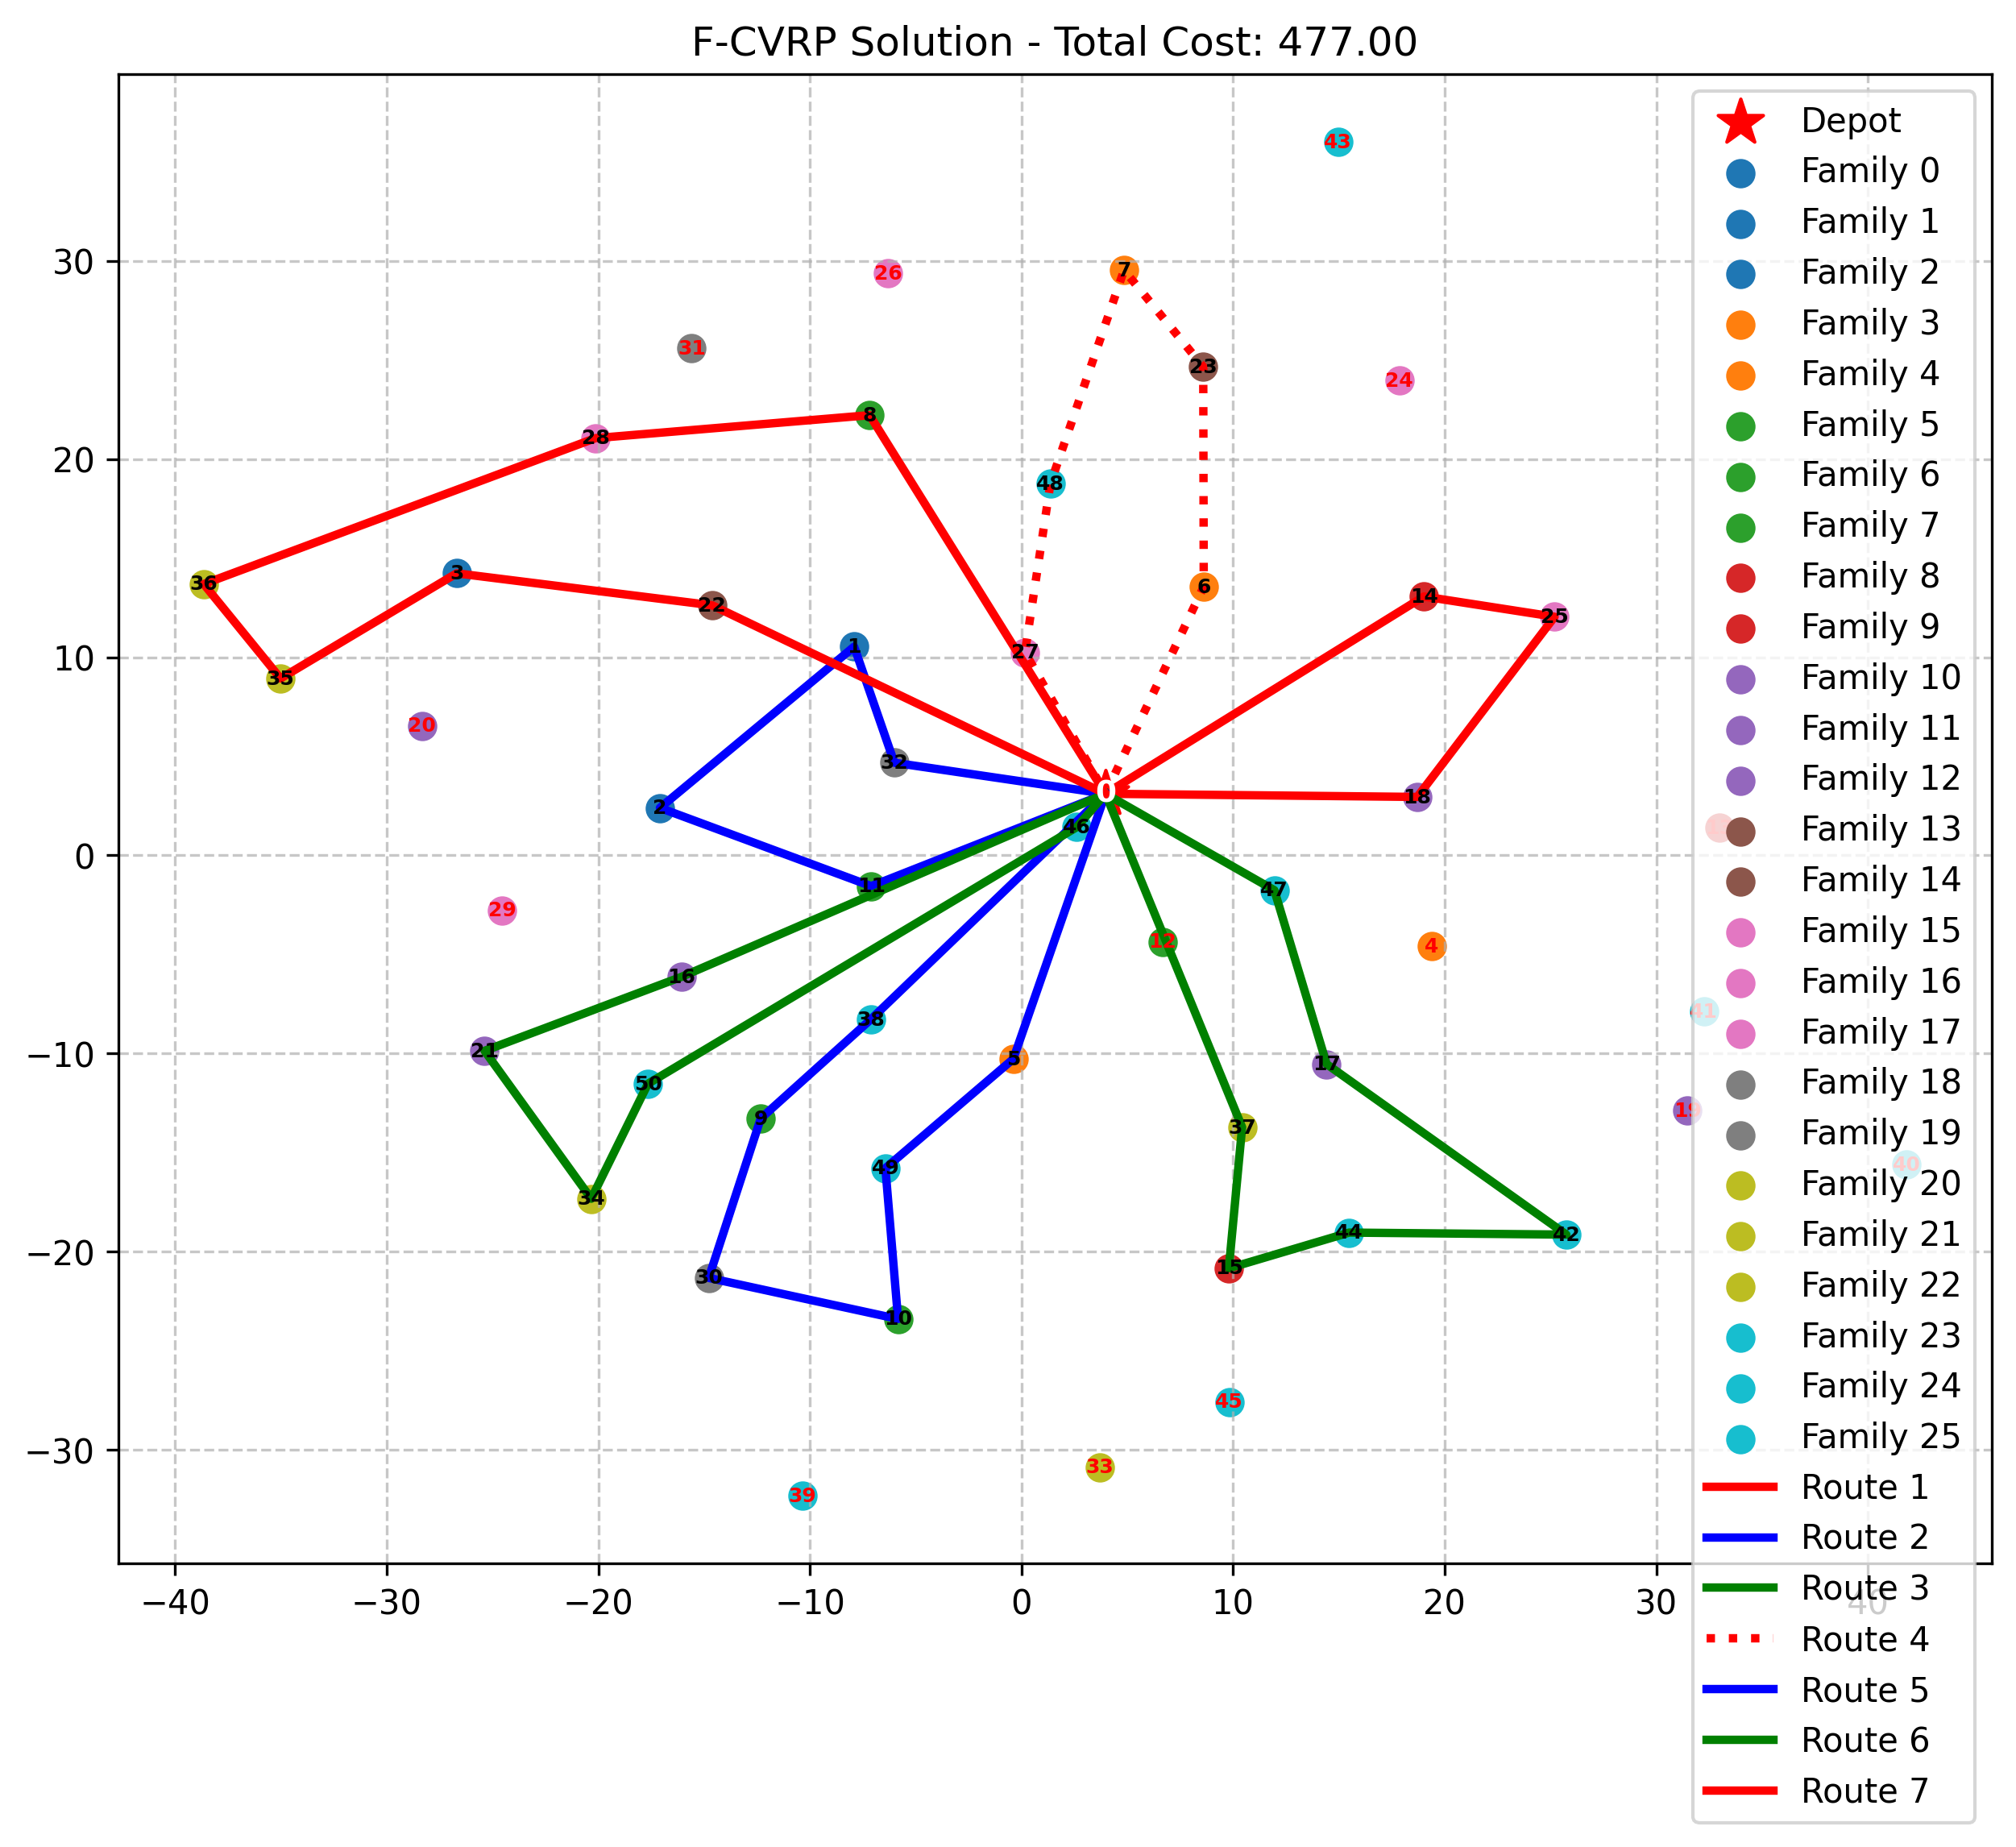 F-CVRP Solution - Total Cost: 477.00
43
7
26
31
23
24
8
28
48
3
36
6
14
22
25
1
27
35
20
32
0
18
2
46
11
47
29
12
4
16
38
41
21
5
17
50
19
9
37
49
40
34
44
42
15
30
10
45
33
39
30
20
10
0
−10
−20
−30
−40
−30
−20
−10
0
10
20
30
40
Depot
Family 0
Family 1
Family 2
Family 3
Family 4
Family 5
Family 6
Family 7
Family 8
Family 9
Family 10
Family 11
Family 12
Family 13
Family 14
Family 15
Family 16
Family 17
Family 18
Family 19
Family 20
Family 21
Family 22
Family 23
Family 24
Family 25
Route 1
Route 2
Route 3
Route 4
Route 5
Route 6
Route 7